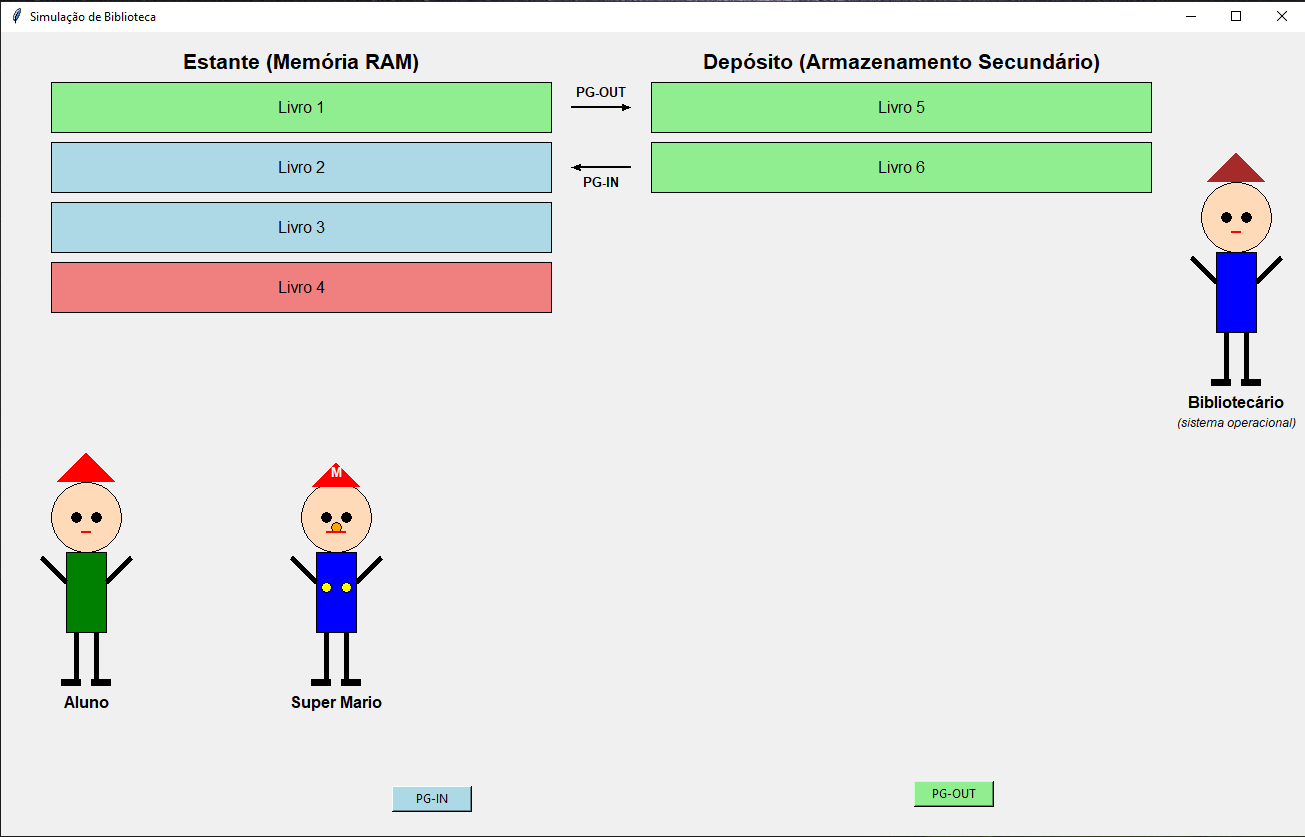 Simulação de Biblioteca
Estante (Memória RAM)
Depósito (Armazenamento Secundário)
Livro 1
PG-OUT
Livro 5
Livro 2
PG-IN
Livro 6
Livro 3
Livro 4
Bibliotecário
(sistema operacional)
M
Aluno
Super Mario
PG-IN
PG-OUT